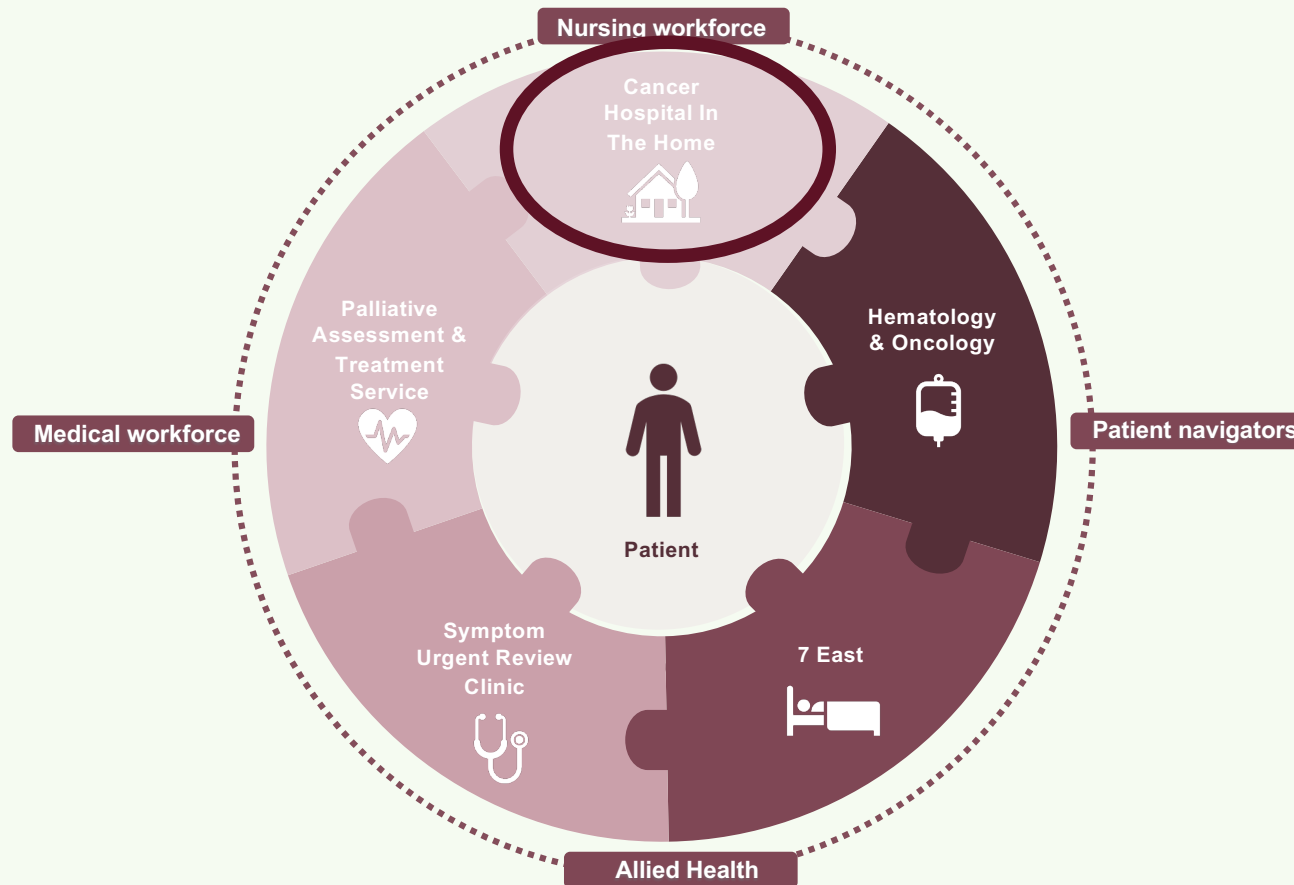 Nursing workforce
Cancer
Hospital In
The Home
Palliative
Assessment &
Treatment
Service
Hematology
& Oncology
Medical workforce
Patient navigators
Patient
Symptom
Urgent Review
Clinic
7 East
Allied Health